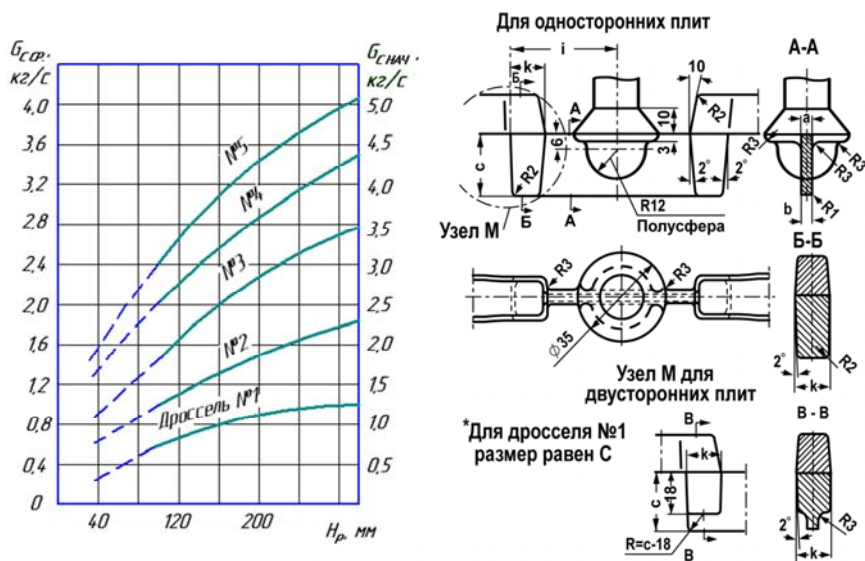 G ср.,
кг/с
G с нач.,
кг/с
4,0
3,6
3,2
2,8
2,4
2,0
1,6
1,2
0,8
0,4
0
5,0
4,5
4,0
3,5
3,0
2,5
2,0
1,5
1,0
0,5
№5
№4
№3
№2
Дроссель №1
40
120
200
Hр, мм
Для односторонних плит
i
k
Б
А
10
R2
10
6
3
c
R2
2°
2°
R12
Полусфера
Узел М
Б
А
А-А
a
R3
R3
R3
b
R1
R3
R3
Ø35
Б-Б
2°
R2
k
Узел М для
двусторонних плит
*Для дросселя №1
размер равен С
В
k
c
18
R=c-18
В
В - В
2°
R3
k